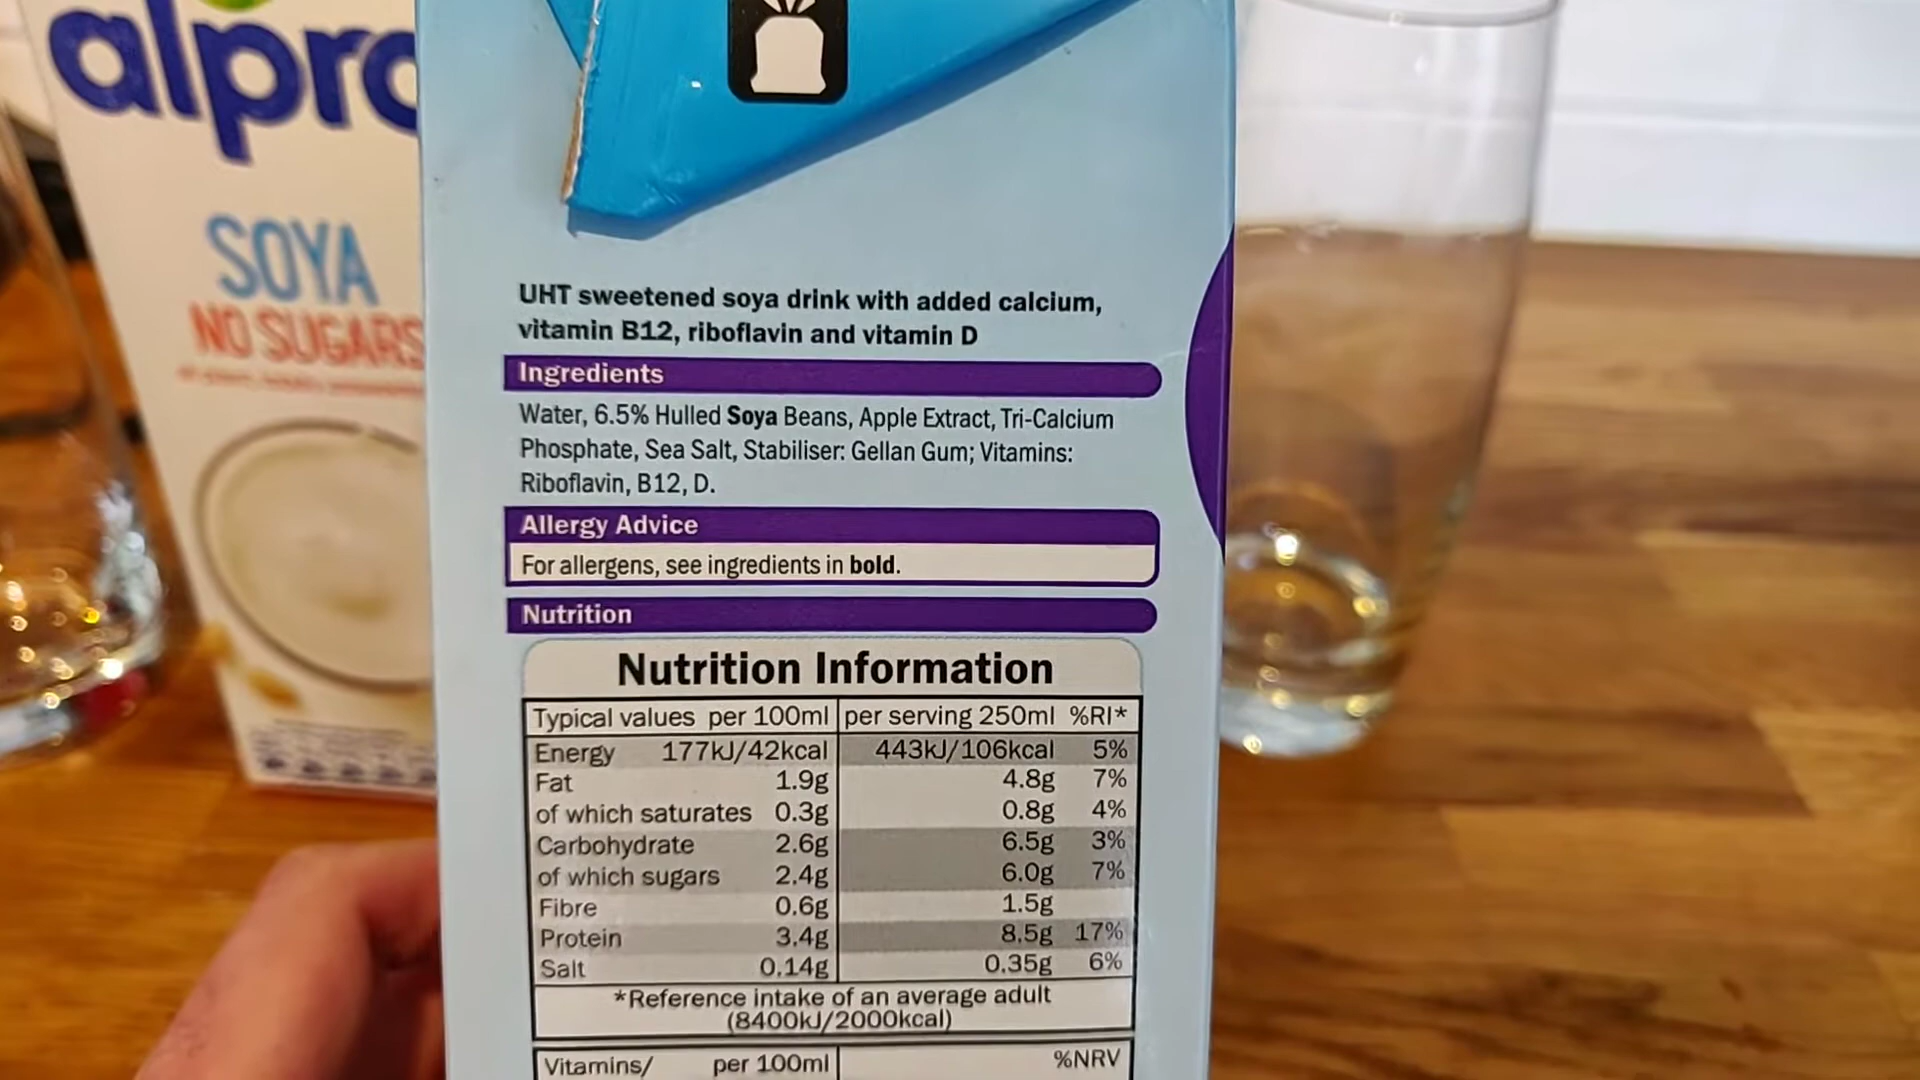 alpro
SOYA
NO SUGARS
UHT sweetened soya drink with added calcium,
vitamin B12, riboflavin and vitamin D
Ingredients
Water, 6.5% Hulled Soya Beans, Apple Extract, Tri-Calcium
Phosphate, Sea Salt, Stabiliser: Gellan Gum; Vitamins:
Riboflavin, B12, D.
Allergy Advice
For allergens, see ingredients in bold.
Nutrition
Nutrition Information
Typical values per 100ml per serving 250ml %RI*
Energy 177kJ/42kcal 443kJ/106kcal 5%
Fat 1.9g 4.8g 7%
of which saturates 0.3g 0.8g 4%
Carbohydrate 2.6g 6.5g 3%
of which sugars 2.4g 6.0g 7%
Fibre 0.6g 1.5g
Protein 3.4g 8.5g 17%
Salt 0.14g 0.35g 6%
*Reference intake of an average adult
(8400kJ/2000kcal)
Vitamins/ per 100ml %NRV